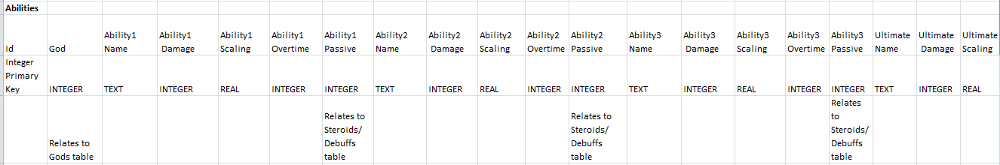 Abilities
Id God Ability1 Name Ability1 Damage Ability1 Scaling Ability1 Overtime Ability1 Passive Ability2 Name Ability2 Damage Ability2 Scaling Ability2 Overtime Ability2 Passive Ability3 Name Ability3 Damage Ability3 Scaling Ability3 Overtime Ability3 Passive Ultimate Name Ultimate Damage Ultimate Scaling
Integer Primary Key INTEGER TEXT INTEGER REAL INTEGER INTEGER TEXT INTEGER REAL INTEGER INTEGER TEXT INTEGER REAL INTEGER INTEGER TEXT INTEGER REAL
Relates to Gods table Relates to Steroids/ Debuffs table Relates to Steroids/ Debuffs table Relates to Steroids/ Debuffs table